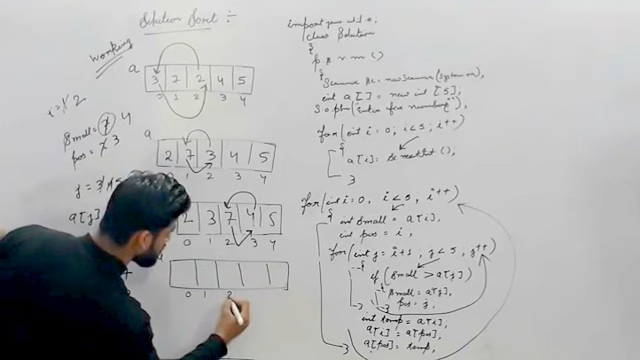 Selection Sort :-
Working
a 3 7 2 4 5
0 1 2 3 4
i = 1 2
small = 7 4
pos = 3
a 2 7 3 4 5
0 1 2 3 4
a[j]
2 3 7 4 5
0 1 2 3 4
0 1 2
import java.util.*;
class Selection
{
p s v m ()
{
Scanner sc = new Scanner(System.in);
int a[] = new int[5];
S.o.pln("Enter five numbers");
for(int i=0; i<5; i++)
{
a[i] = sc.nextInt();
}
for(int i=0; i<5; i++)
{ int small = a[i];
int pos = i;
for(int j=i+1; j<5; j++)
{ if(small > a[j])
{ small = a[j];
pos = j;
} }
int temp = a[i];
a[i] = a[pos];
} a[pos] = temp;